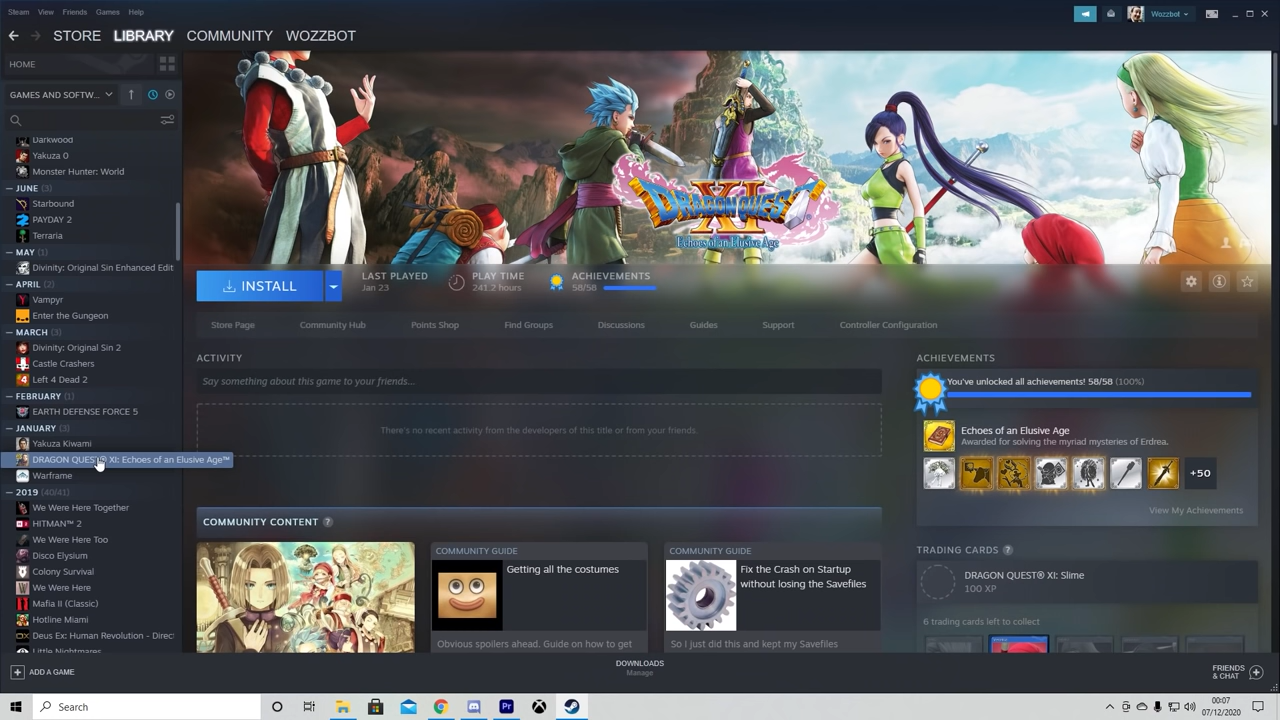 Steam View Friends Games Help
Wozzbot
STORE LIBRARY COMMUNITY WOZZBOT
HOME
GAMES AND SOFTW...
Darkwood
Yakuza 0
Monster Hunter: World
JUNE (3)
Starbound
PAYDAY 2
Terraria
MAY (1)
Divinity: Original Sin Enhanced Edit
APRIL (2)
Vampyr
Enter the Gungeon
MARCH (3)
Divinity: Original Sin 2
Castle Crashers
Left 4 Dead 2
FEBRUARY (1)
EARTH DEFENSE FORCE 5
JANUARY (3)
Yakuza Kiwami
DRAGON QUEST® XI: Echoes of an Elusive Age™
Warframe
2019 (40/41)
We Were Here Together
HITMAN™ 2
We Were Here Too
Disco Elysium
Colony Survival
We Were Here
Mafia II (Classic)
Hotline Miami
Deus Ex: Human Revolution - Direct
Little Nightmares
ADD A GAME
DRAGON QUEST XI
Echoes of an Elusive Age
INSTALL
LAST PLAYED
Jan 23
PLAY TIME
241.2 hours
ACHIEVEMENTS
58/58
Store Page Community Hub Points Shop Find Groups Discussions Guides Support Controller Configuration
ACTIVITY
Say something about this game to your friends...
There's no recent activity from the developers of this title or from your friends.
COMMUNITY CONTENT ?
COMMUNITY GUIDE
Getting all the costumes
Obvious spoilers ahead. Guide on how to get
COMMUNITY GUIDE
Fix the Crash on Startup
without losing the Savefiles
So I just did this and kept my Savefiles
ACHIEVEMENTS
You've unlocked all achievements! 58/58 (100%)
Echoes of an Elusive Age
Awarded for solving the myriad mysteries of Erdrea.
+50
View My Achievements
TRADING CARDS ?
DRAGON QUEST® XI: Slime
100 XP
6 trading cards left to collect
DOWNLOADS
Manage
FRIENDS
& CHAT
Search
Pr
00:07
07/12/2020